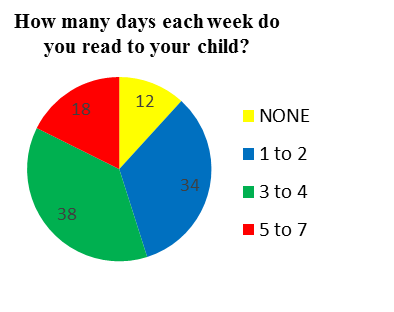 How many days each week do
you read to your child?
12
34
38
18
NONE
1 to 2
3 to 4
5 to 7